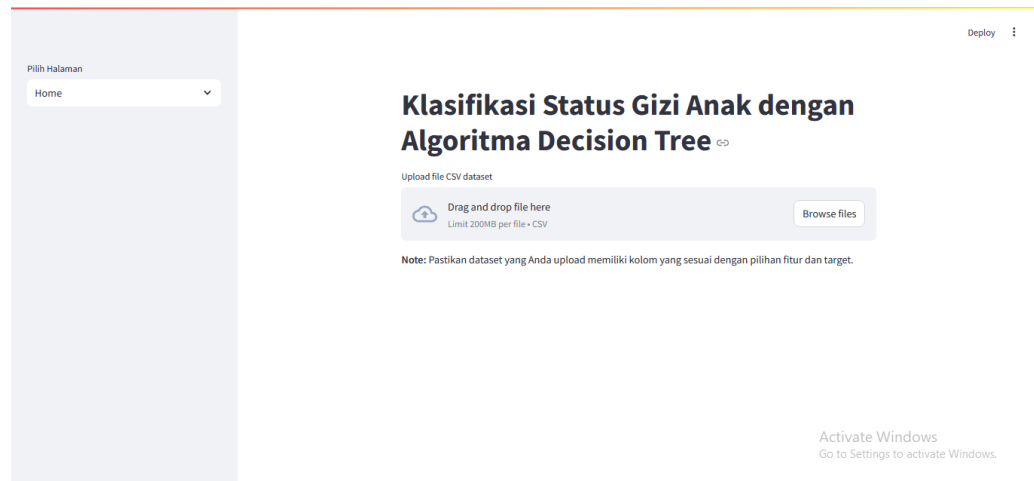 Deploy
Pilih Halaman
Home
Klasifikasi Status Gizi Anak dengan
Algoritma Decision Tree
Upload file CSV dataset
Drag and drop file here
Limit 200MB per file • CSV
Browse files
Note: Pastikan dataset yang Anda upload memiliki kolom yang sesuai dengan pilihan fitur dan target.
Activate Windows
Go to Settings to activate Windows.